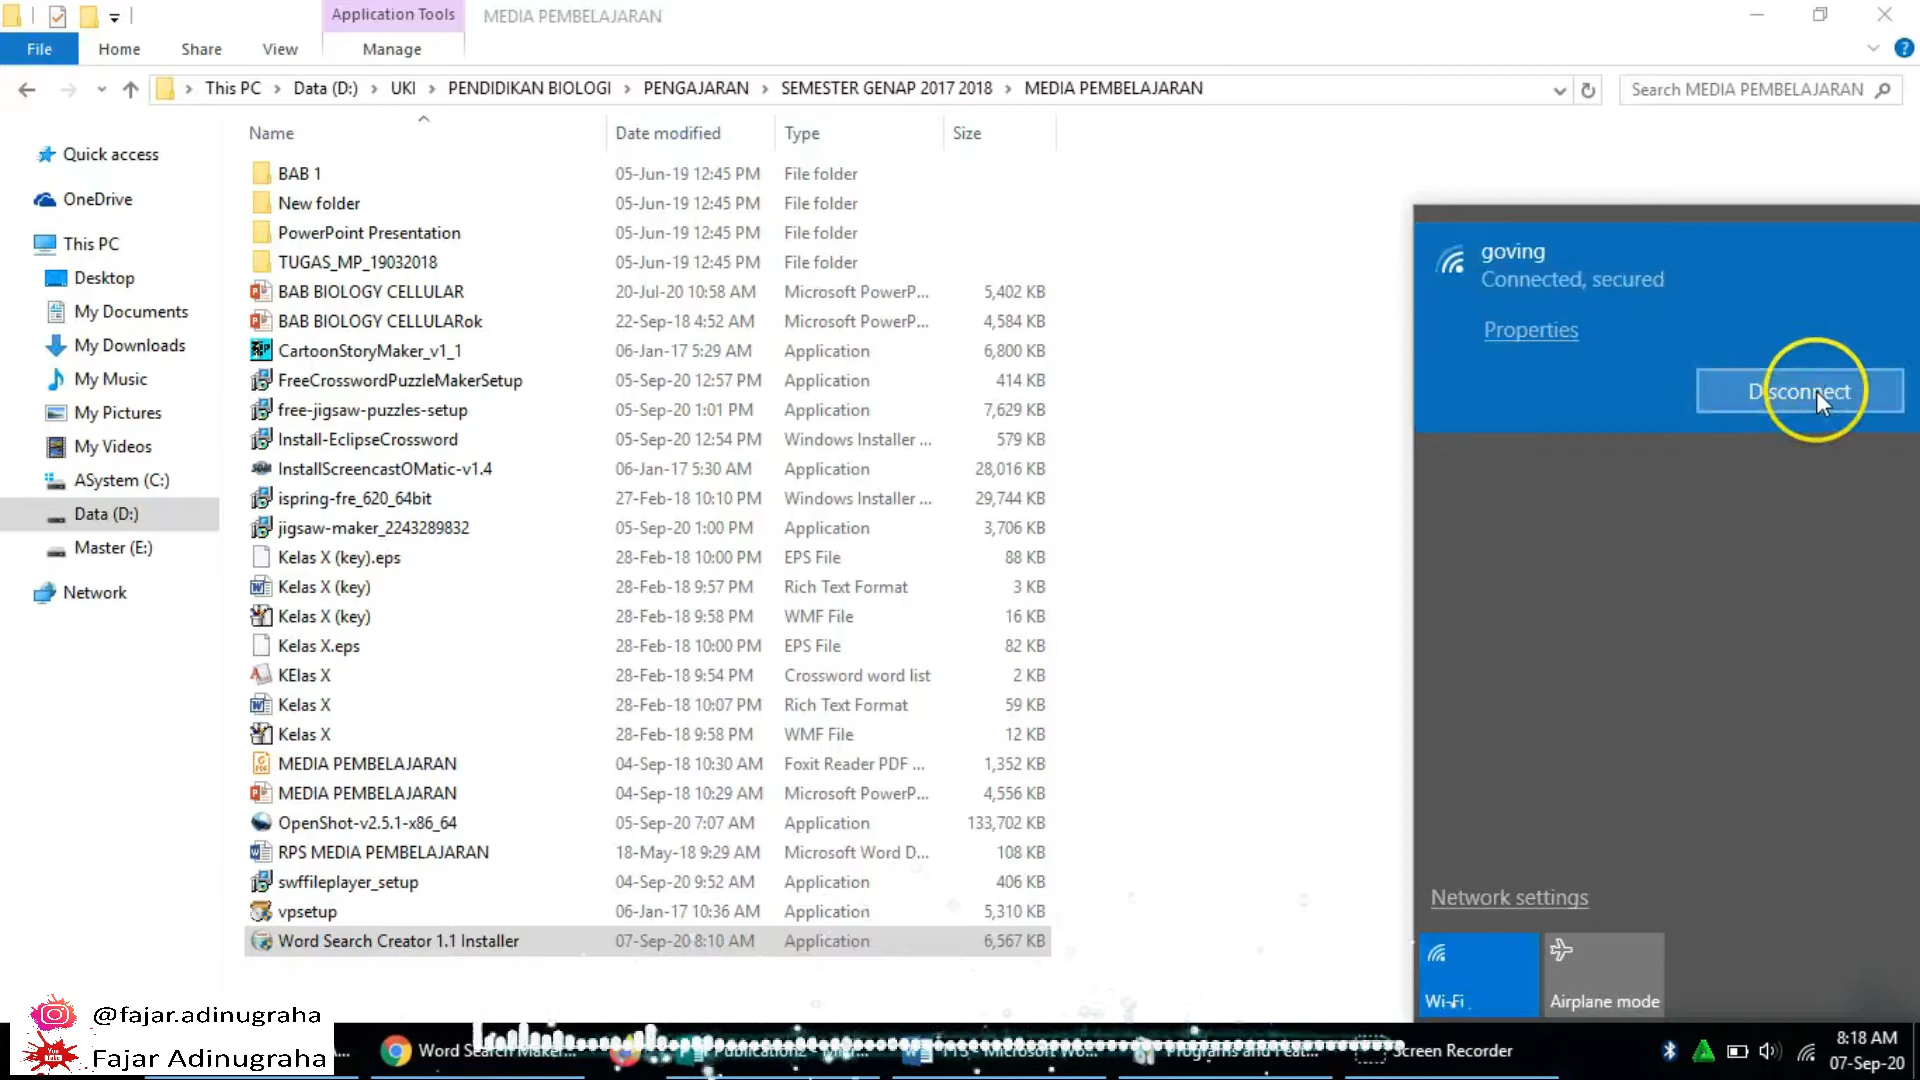 Application Tools
MEDIA PEMBELAJARAN
File
Home
Share
View
Manage
This PC
Data (D:)
UKI
PENDIDIKAN BIOLOGI
PENGAJARAN
SEMESTER GENAP 2017 2018
MEDIA PEMBELAJARAN
Search MEDIA PEMBELAJARAN
Quick access
OneDrive
This PC
Desktop
My Documents
My Downloads
My Music
My Pictures
My Videos
ASystem (C:)
Data (D:)
Master (E:)
Network
Name Date modified Type Size
BAB 1 05-Jun-19 12:45 PM File folder
New folder 05-Jun-19 12:45 PM File folder
PowerPoint Presentation 05-Jun-19 12:45 PM File folder
TUGAS_MP_19032018 05-Jun-19 12:45 PM File folder
BAB BIOLOGY CELLULAR 20-Jul-20 10:58 AM Microsoft PowerP... 5,402 KB
BAB BIOLOGY CELLULARok 22-Sep-18 4:52 AM Microsoft PowerP... 4,584 KB
CartoonStoryMaker_v1_1 06-Jan-17 5:29 AM Application 6,800 KB
FreeCrosswordPuzzleMakerSetup 05-Sep-20 12:57 PM Application 414 KB
free-jigsaw-puzzles-setup 05-Sep-20 1:01 PM Application 7,629 KB
Install-EclipseCrossword 05-Sep-20 12:54 PM Windows Installer ... 579 KB
InstallScreencastOMatic-v1.4 06-Jan-17 5:30 AM Application 28,016 KB
ispring-fre_620_64bit 27-Feb-18 10:10 PM Windows Installer ... 29,744 KB
jigsaw-maker_2243289832 05-Sep-20 1:00 PM Application 3,706 KB
Kelas X (key).eps 28-Feb-18 10:00 PM EPS File 88 KB
Kelas X (key) 28-Feb-18 9:57 PM Rich Text Format 3 KB
Kelas X (key) 28-Feb-18 9:58 PM WMF File 16 KB
Kelas X.eps 28-Feb-18 10:00 PM EPS File 82 KB
KElas X 28-Feb-18 9:54 PM Crossword word list 2 KB
Kelas X 28-Feb-18 10:07 PM Rich Text Format 59 KB
Kelas X 28-Feb-18 9:58 PM WMF File 12 KB
MEDIA PEMBELAJARAN 04-Sep-18 10:30 AM Foxit Reader PDF ... 1,352 KB
MEDIA PEMBELAJARAN 04-Sep-18 10:29 AM Microsoft PowerP... 4,556 KB
OpenShot-v2.5.1-x86_64 05-Sep-20 7:07 AM Application 133,702 KB
RPS MEDIA PEMBELAJARAN 18-May-18 9:29 AM Microsoft Word D... 108 KB
swffileplayer_setup 04-Sep-20 9:52 AM Application 406 KB
vpsetup 06-Jan-17 10:36 AM Application 5,310 KB
Word Search Creator 1.1 Installer 07-Sep-20 8:10 AM Application 6,567 KB
goving
Connected, secured
Properties
Disconnect
Network settings
Wi-Fi
Airplane mode
@fajar.adinugraha
Fajar Adinugraha
Word Search Maker...
Screen Recorder
8:18 AM
07-Sep-20